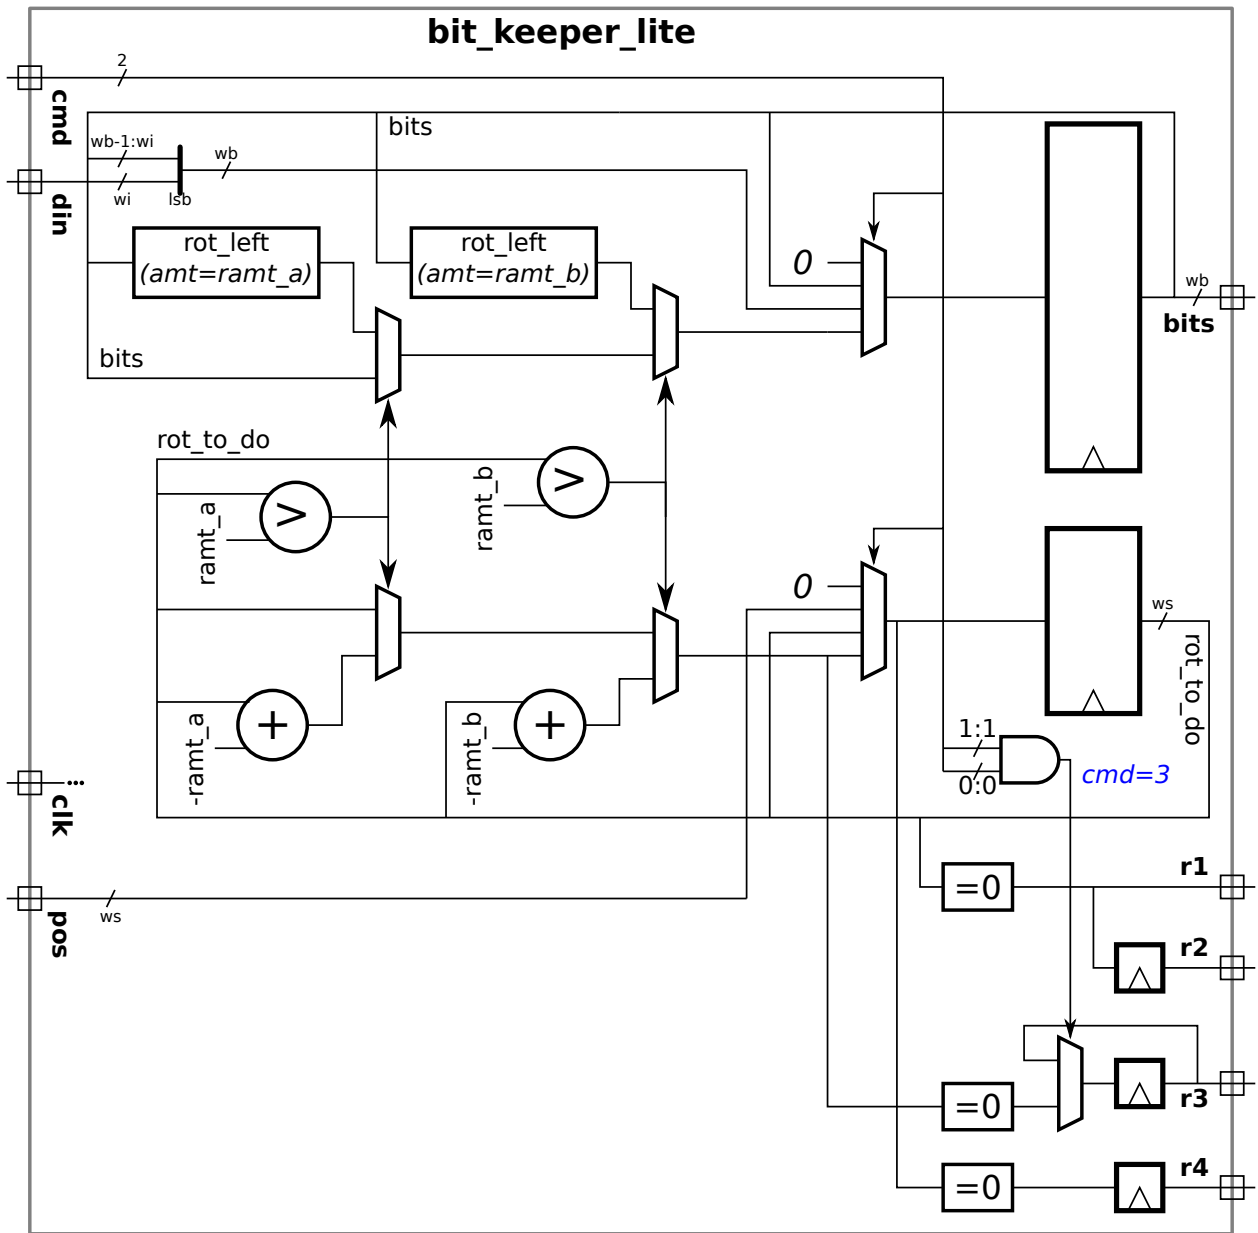 bit_keeper_lite
2
cmd
bits
wb-1:wi
wb
din
wi
lsb
rot_left
(amt=ramt_a)
rot_left
(amt=ramt_b)
0
wb
bits
bits
rot_to_do
ramt_a
>
ramt_b
>
0
ws
rot_to_do
-ramt_a
+
-ramt_b
+
1:1
0:0
cmd=3
...
clk
pos
ws
=0
r1
r2
=0
r3
=0
r4